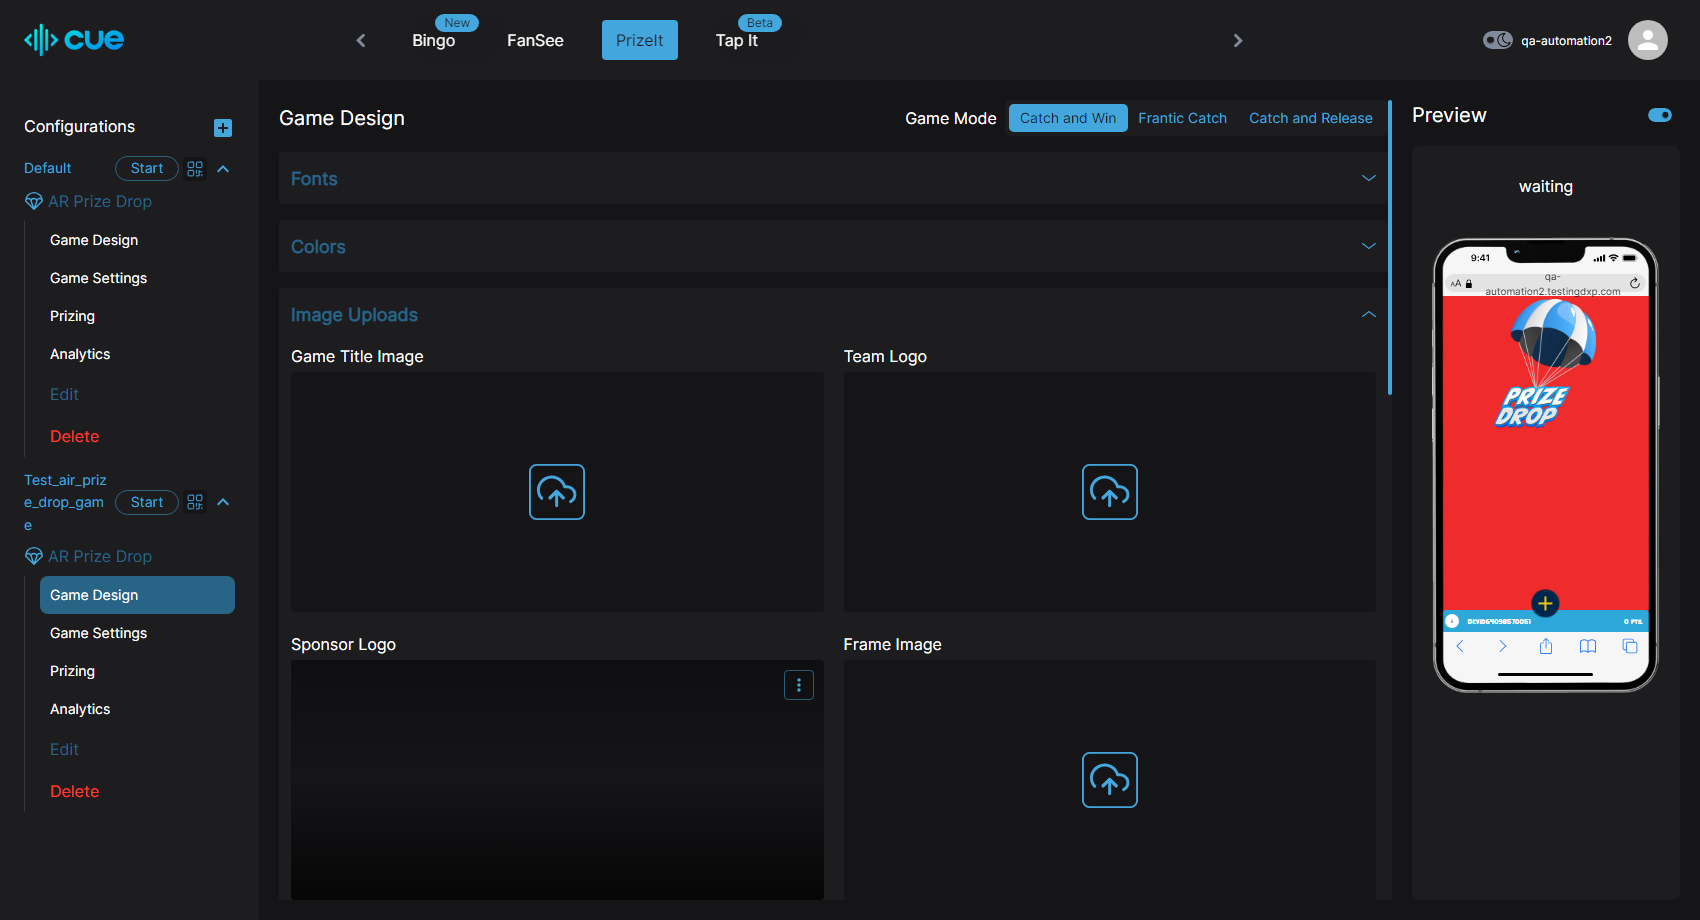 cue
New
Bingo
FanSee
PrizeIt
Beta
Tap It
qa-automation2
Configurations
Default
Start
AR Prize Drop
Game Design
Game Settings
Prizing
Analytics
Edit
Delete
Test_air_priz
e_drop_gam
e
Start
AR Prize Drop
Game Design
Game Settings
Prizing
Analytics
Edit
Delete
Game Design
Game Mode
Catch and Win
Frantic Catch
Catch and Release
Fonts
Colors
Image Uploads
Game Title Image
Team Logo
Sponsor Logo
Frame Image
Preview
waiting
9:41
AA
qa-
automation2.testingdxp.com
PRIZE
DROP
0 PTS.